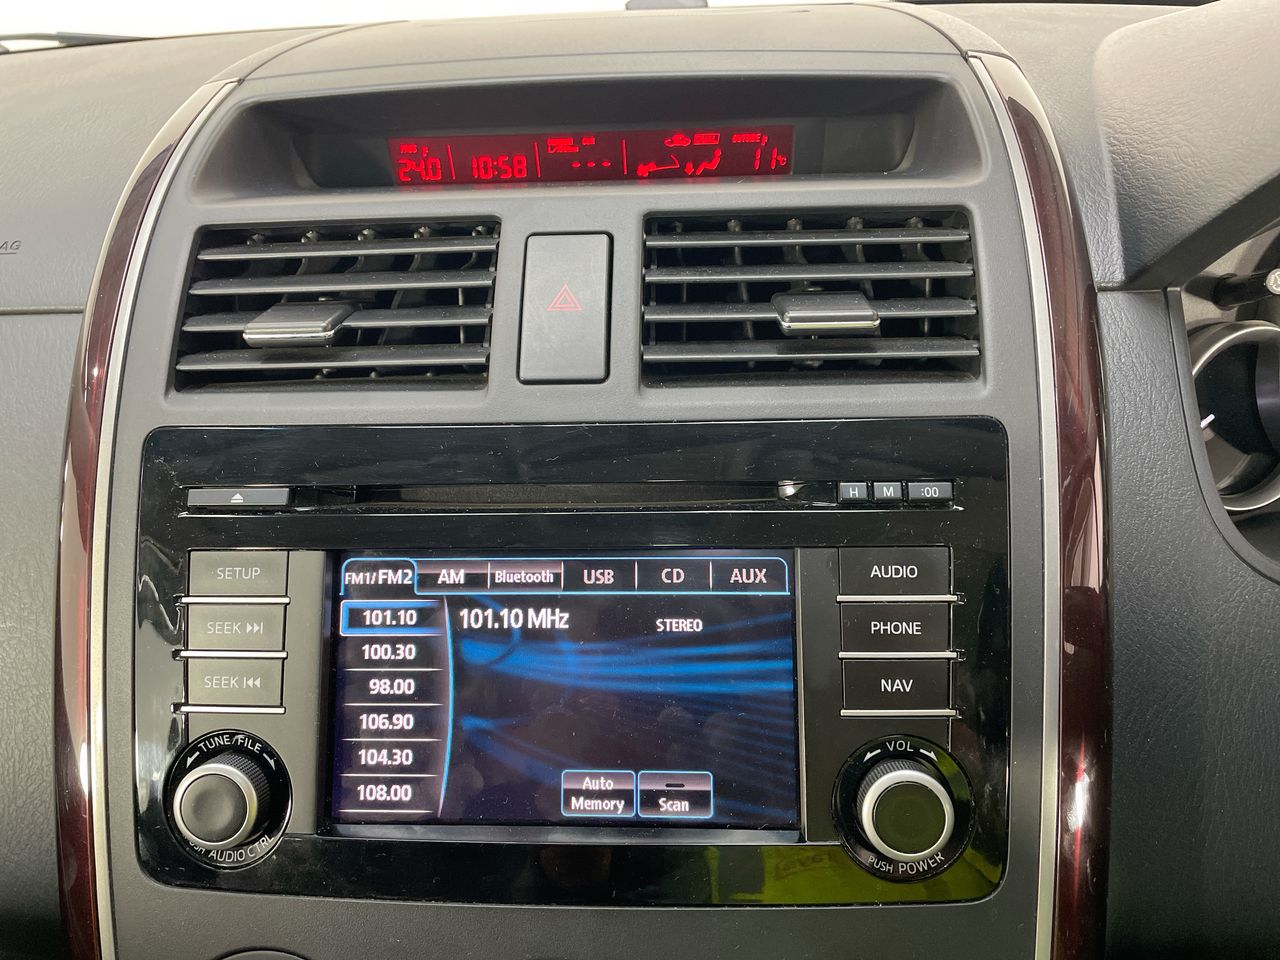 24.0 10:58 --- OUTSIDE 11°C
AG
H M :00
SETUP
SEEK
SEEK
TUNE/FILE
AUDIO CTRL
FM1/FM2 AM Bluetooth USB CD AUX
101.10 101.10 MHz STEREO
100.30
98.00
106.90
104.30
108.00
Auto Memory
Scan
AUDIO
PHONE
NAV
VOL
PUSH POWER